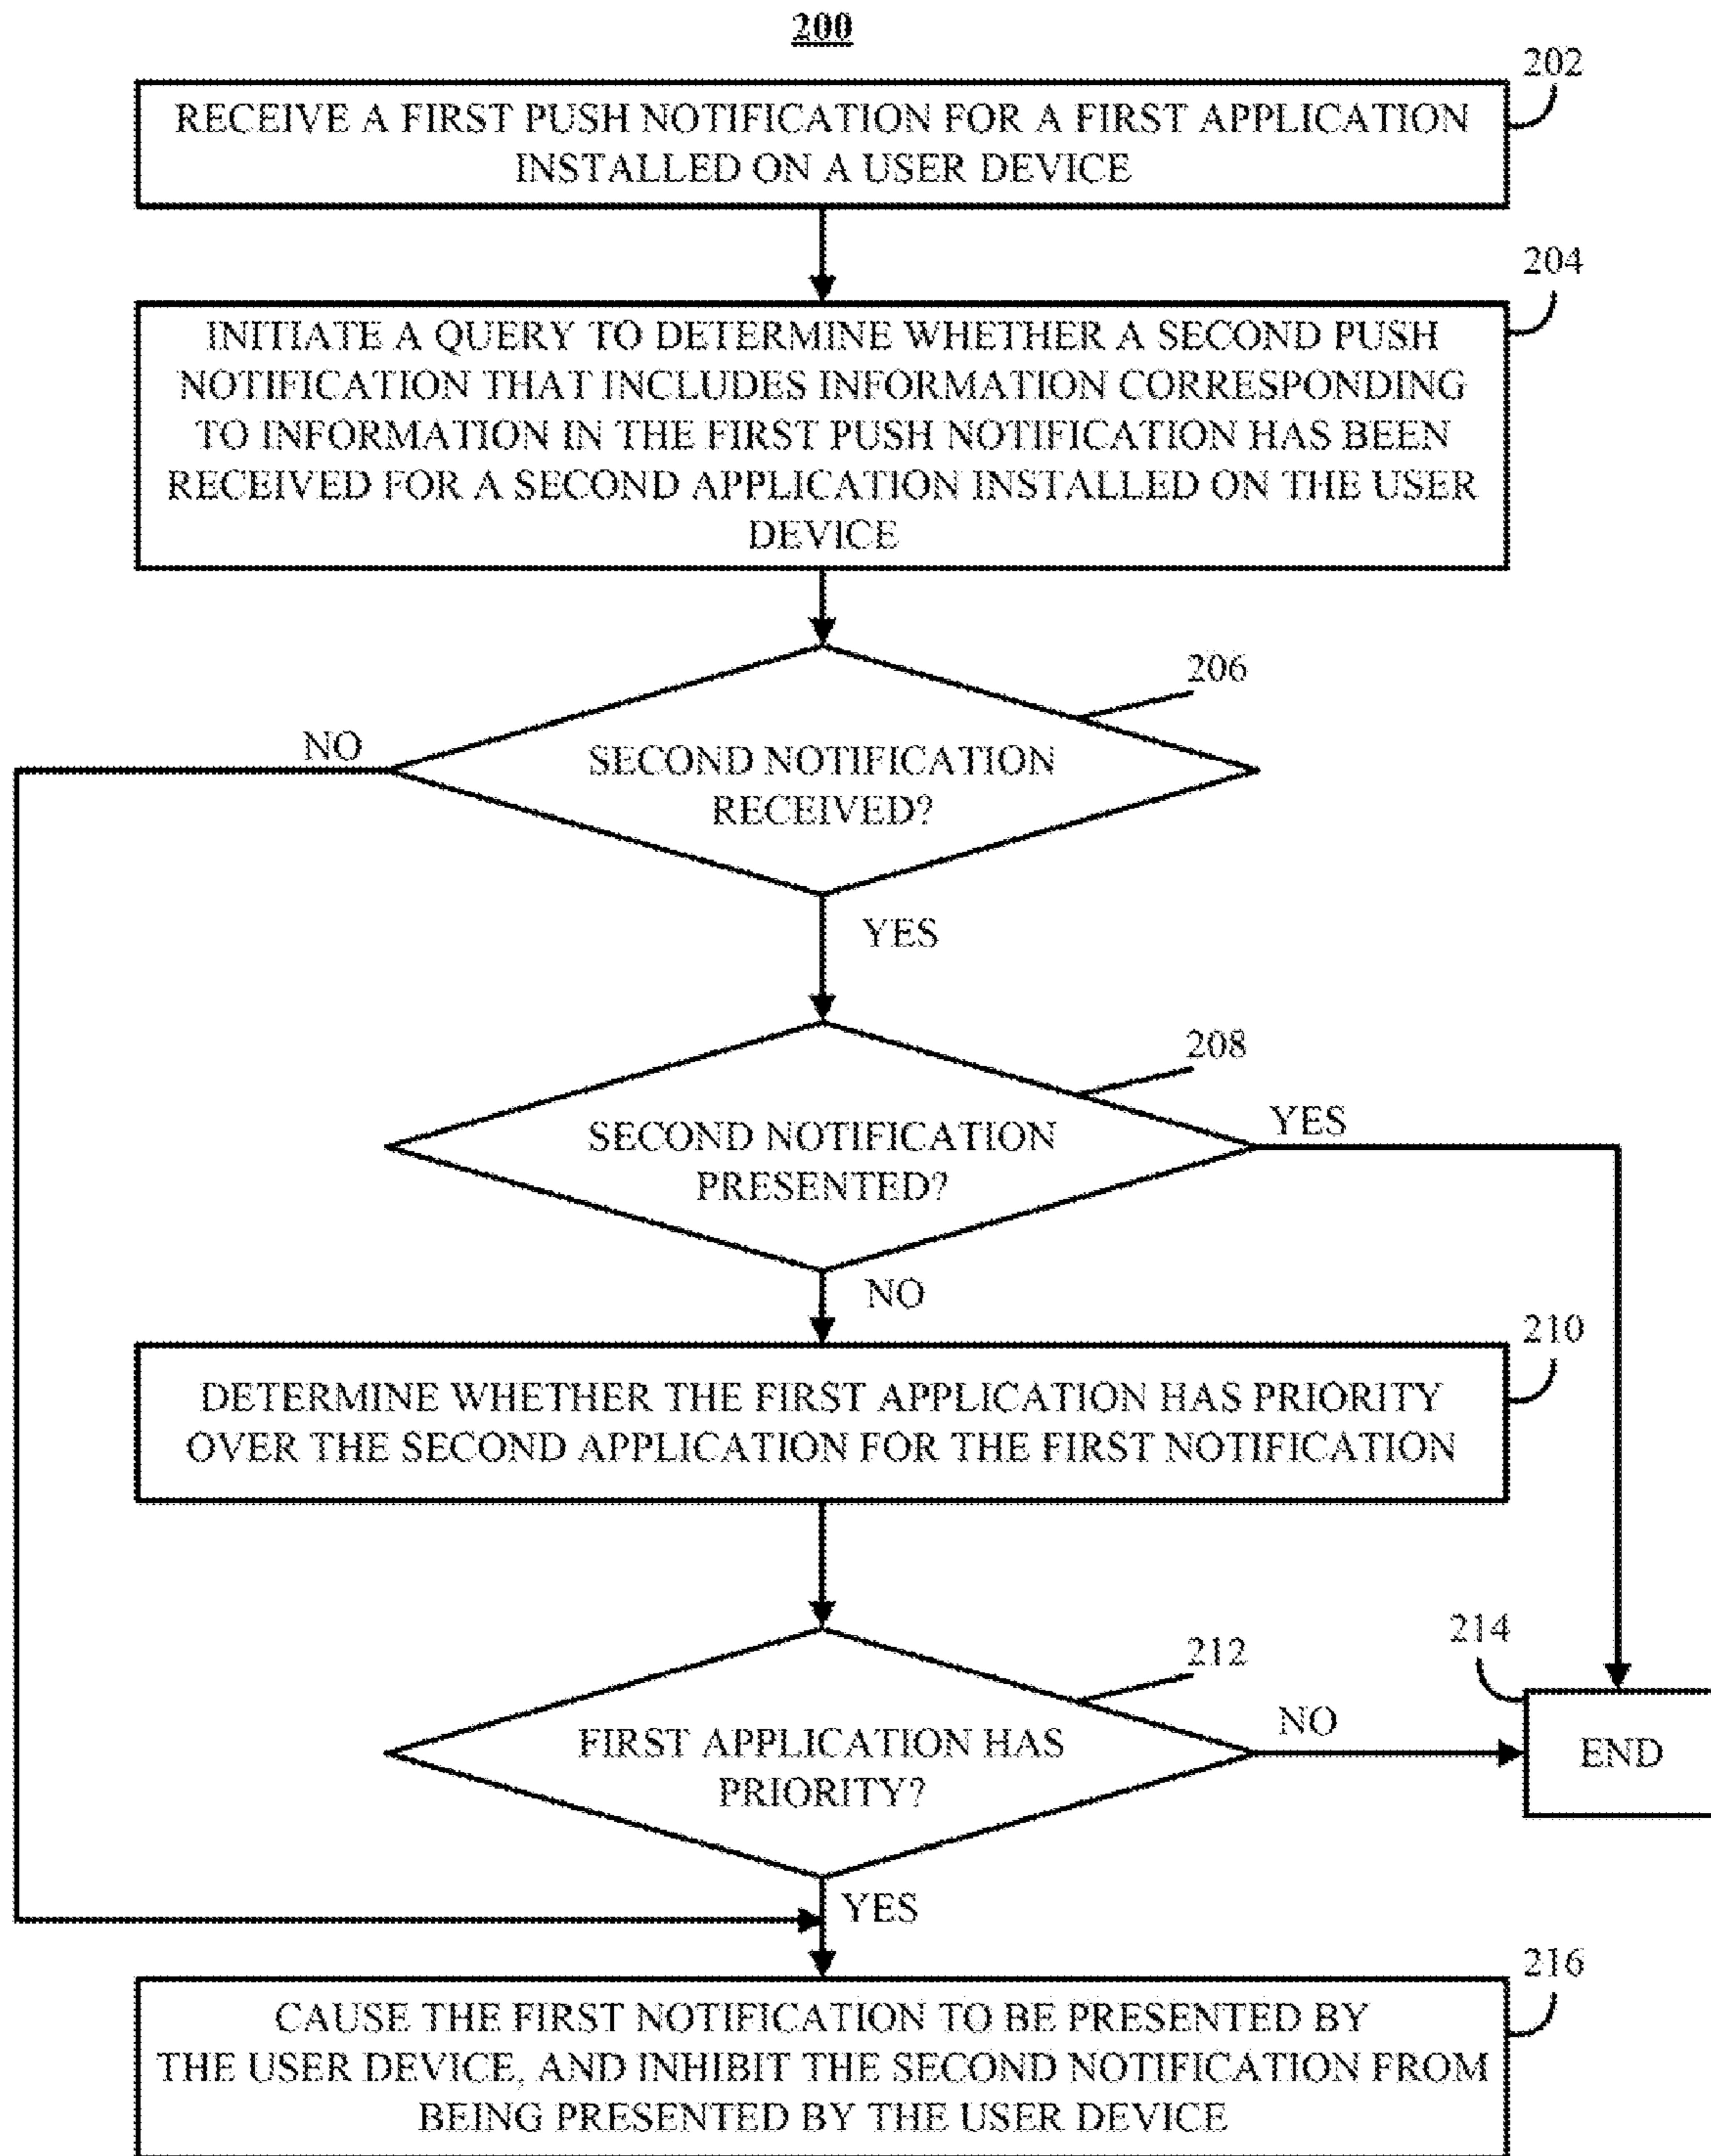 200
202
RECEIVE A FIRST PUSH NOTIFICATION FOR A FIRST APPLICATION
INSTALLED ON A USER DEVICE
204
INITIATE A QUERY TO DETERMINE WHETHER A SECOND PUSH
NOTIFICATION THAT INCLUDES INFORMATION CORRESPONDING
TO INFORMATION IN THE FIRST PUSH NOTIFICATION HAS BEEN
RECEIVED FOR A SECOND APPLICATION INSTALLED ON THE USER
DEVICE
206
NO
SECOND NOTIFICATION
RECEIVED?
YES
208
YES
SECOND NOTIFICATION
PRESENTED?
NO
210
DETERMINE WHETHER THE FIRST APPLICATION HAS PRIORITY
OVER THE SECOND APPLICATION FOR THE FIRST NOTIFICATION
212
214
NO
FIRST APPLICATION HAS
PRIORITY?
END
YES
216
CAUSE THE FIRST NOTIFICATION TO BE PRESENTED BY
THE USER DEVICE, AND INHIBIT THE SECOND NOTIFICATION FROM
BEING PRESENTED BY THE USER DEVICE